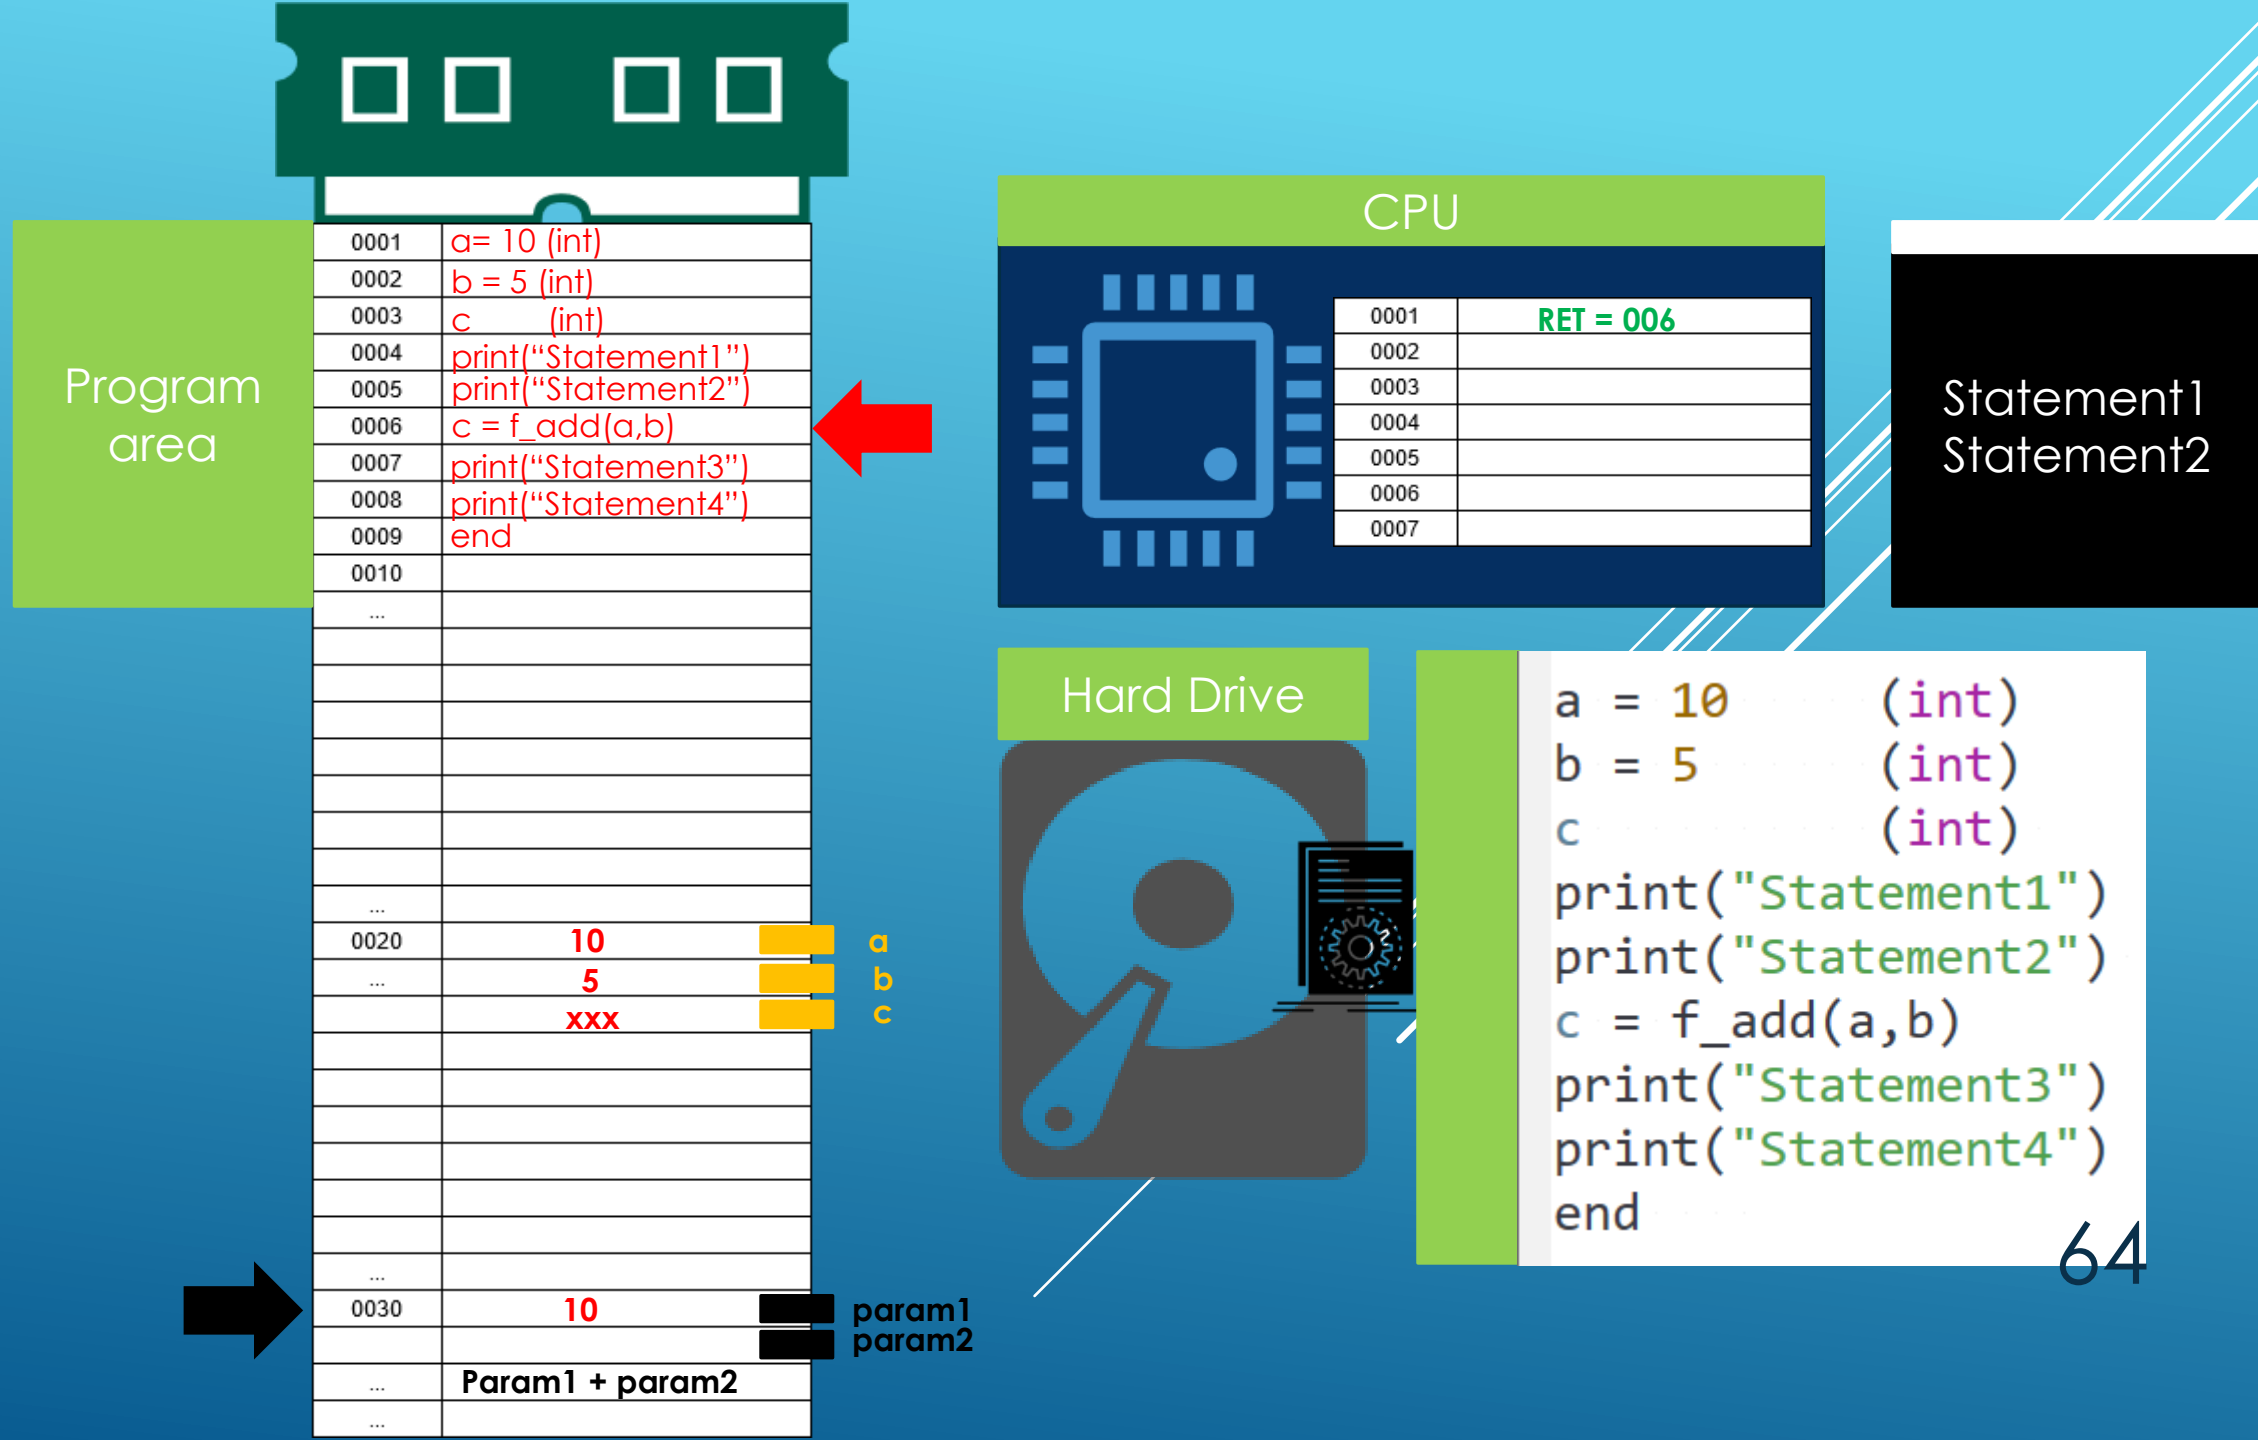 Program
area
0001 a= 10 (int)
0002 b = 5 (int)
0003 c (int)
0004 print(“Statement1”)
0005 print(“Statement2”)
0006 c = f_add(a,b)
0007 print(“Statement3”)
0008 print(“Statement4”)
0009 end
0010
...
...
0020 10 a
... 5 b
xxx c
...
0030 10 param1
param2
... Param1 + param2
...
CPU
0001 RET = 006
0002
0003
0004
0005
0006
0007
Statement1
Statement2
Hard Drive
a = 10 (int)
b = 5 (int)
c (int)
print("Statement1")
print("Statement2")
c = f_add(a,b)
print("Statement3")
print("Statement4")
end
64